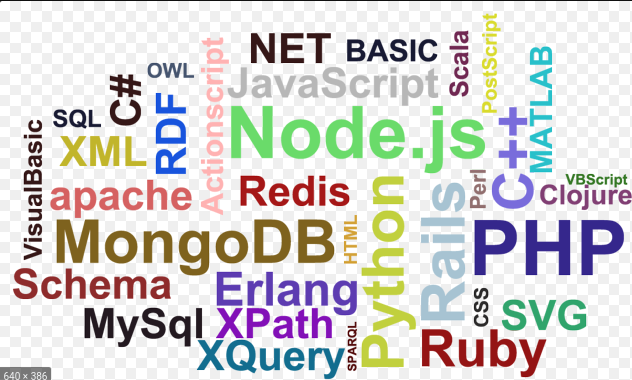 NET
BASIC
Scala
PostScript
OWL
JavaScript
C#
Actionscript
MATLAB
SQL
RDF
Node.js
C++
VisualBasic
XML
apache
Redis
Perl
VBScript
Clojure
MongoDB
HTML
Python
Rails
PHP
Schema
Erlang
CSS
SVG
MySql
XPath
SPARQL
XQuery
Ruby
640 × 386